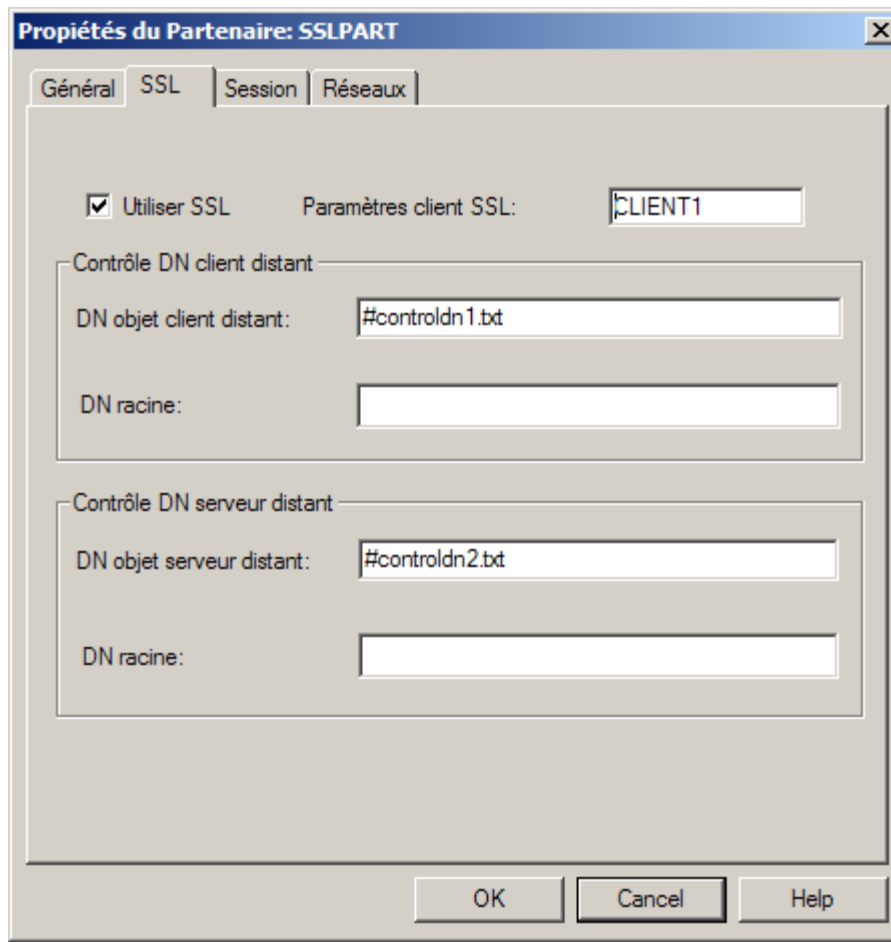 Propiétés du Partenaire: SSLPART
Général SSL Session Réseaux
Utiliser SSL Paramètres client SSL: CLIENT1
Contrôle DN client distant
DN objet client distant: #controldn1.txt
DN racine:
Contrôle DN serveur distant
DN objet serveur distant: #controldn2.txt
DN racine:
OK Cancel Help